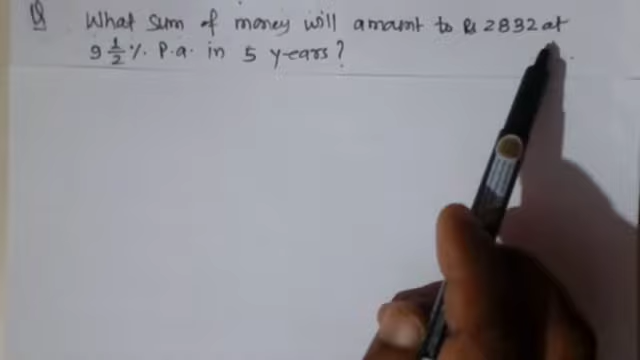 Q What Sum of money will amount to Rs 2832 at
9 1/2 %. P.a. in 5 years?